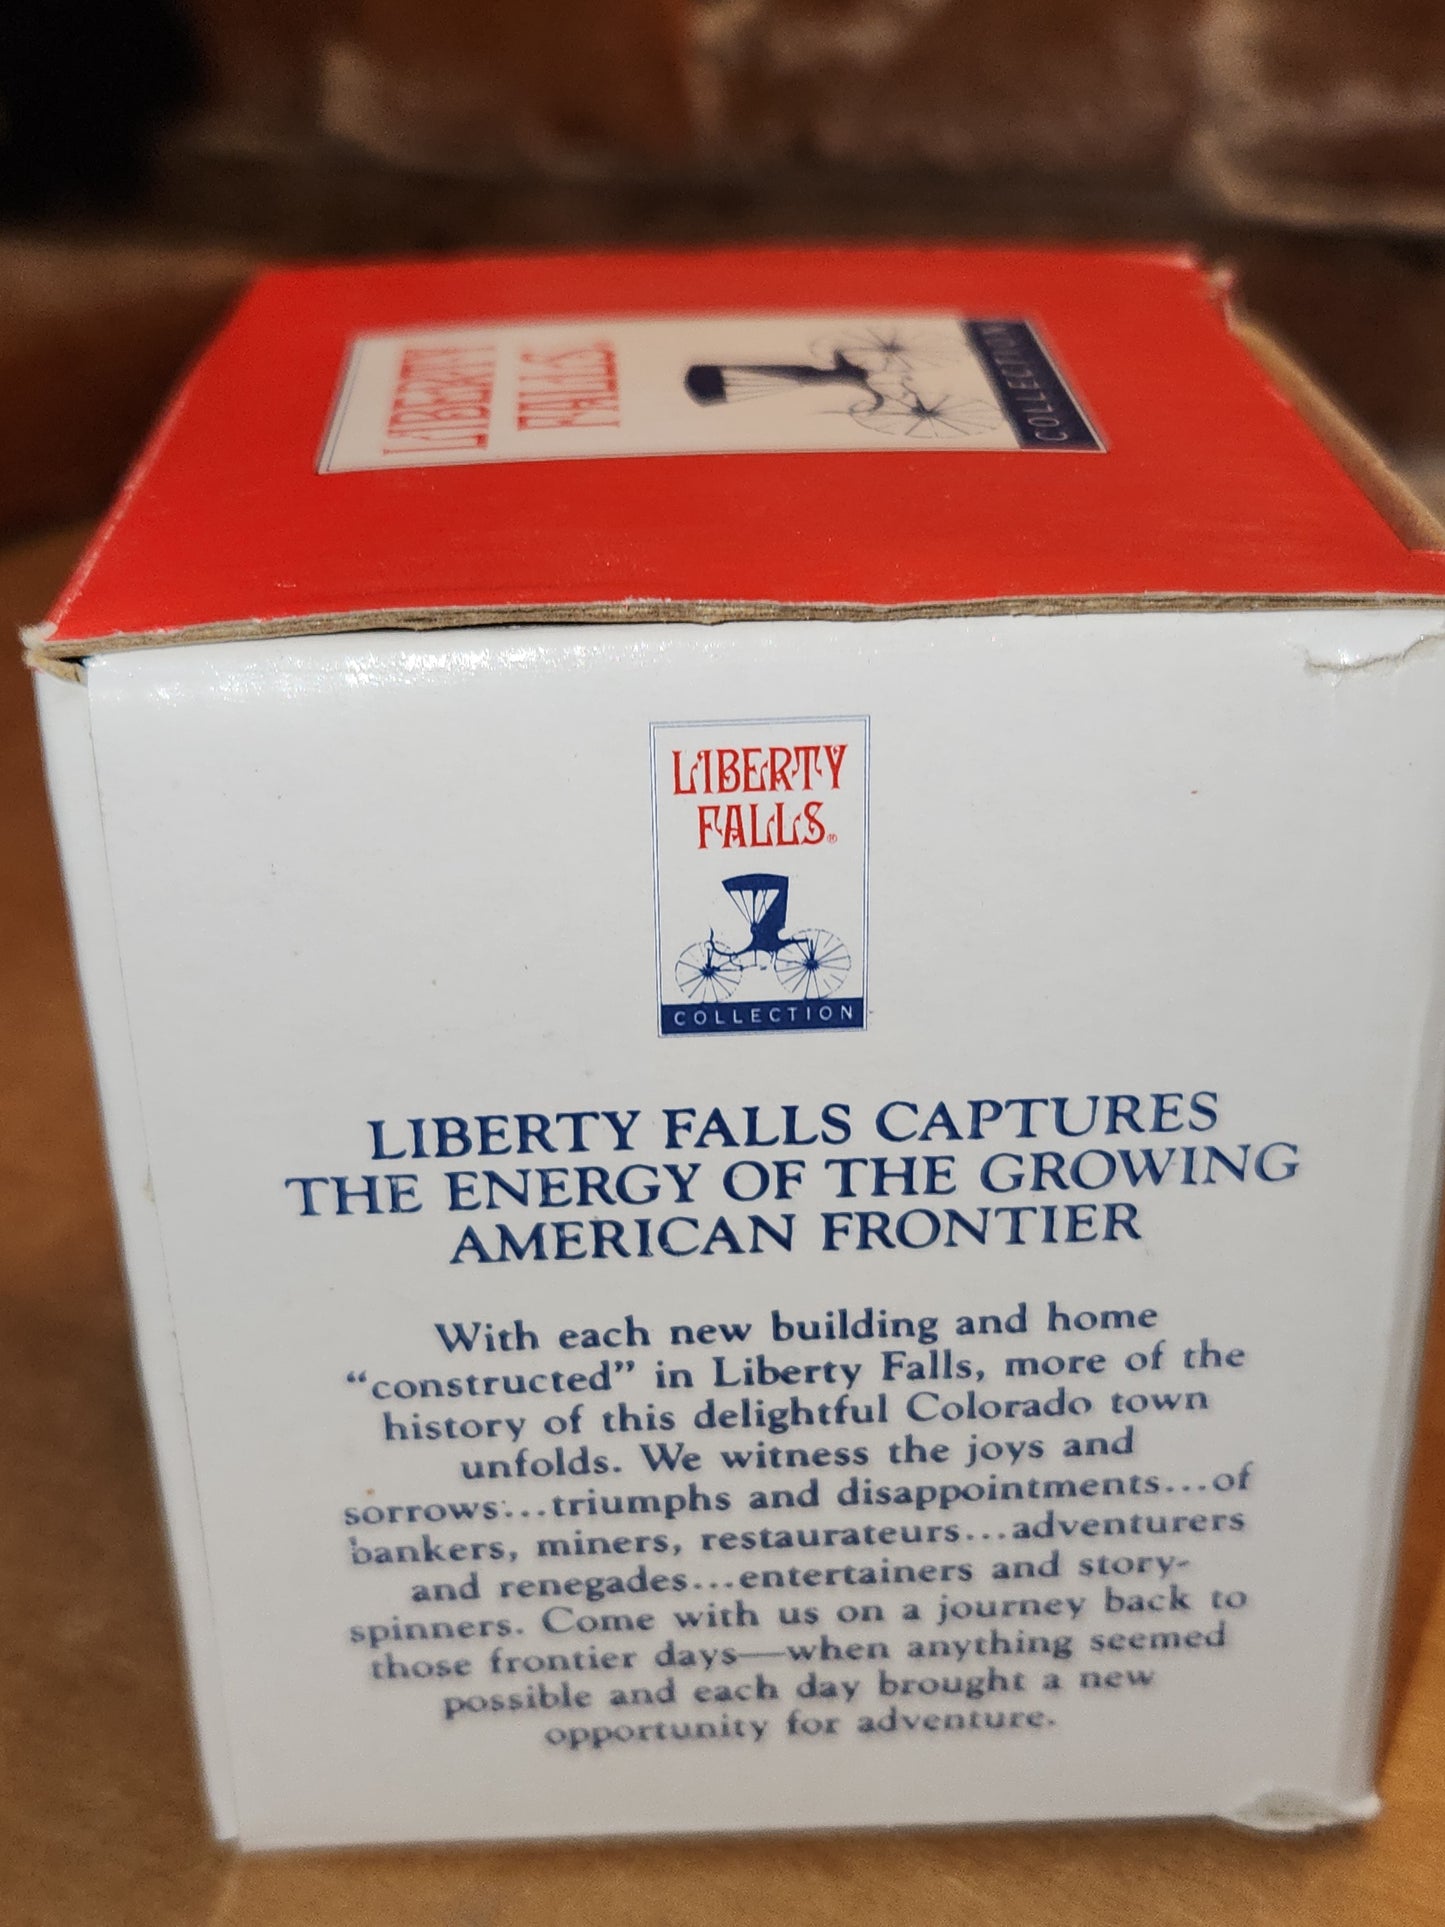 LIBERTY
FALLS
COLLECTION
LIBERTY
FALLS®
COLLECTION
LIBERTY FALLS CAPTURES
THE ENERGY OF THE GROWING
AMERICAN FRONTIER
With each new building and home
“constructed” in Liberty Falls, more of the
history of this delightful Colorado town
unfolds. We witness the joys and
sorrows...triumphs and disappointments...of
bankers, miners, restaurateurs...adventurers
and renegades...entertainers and story-
spinners. Come with us on a journey back to
those frontier days—when anything seemed
possible and each day brought a new
opportunity for adventure.